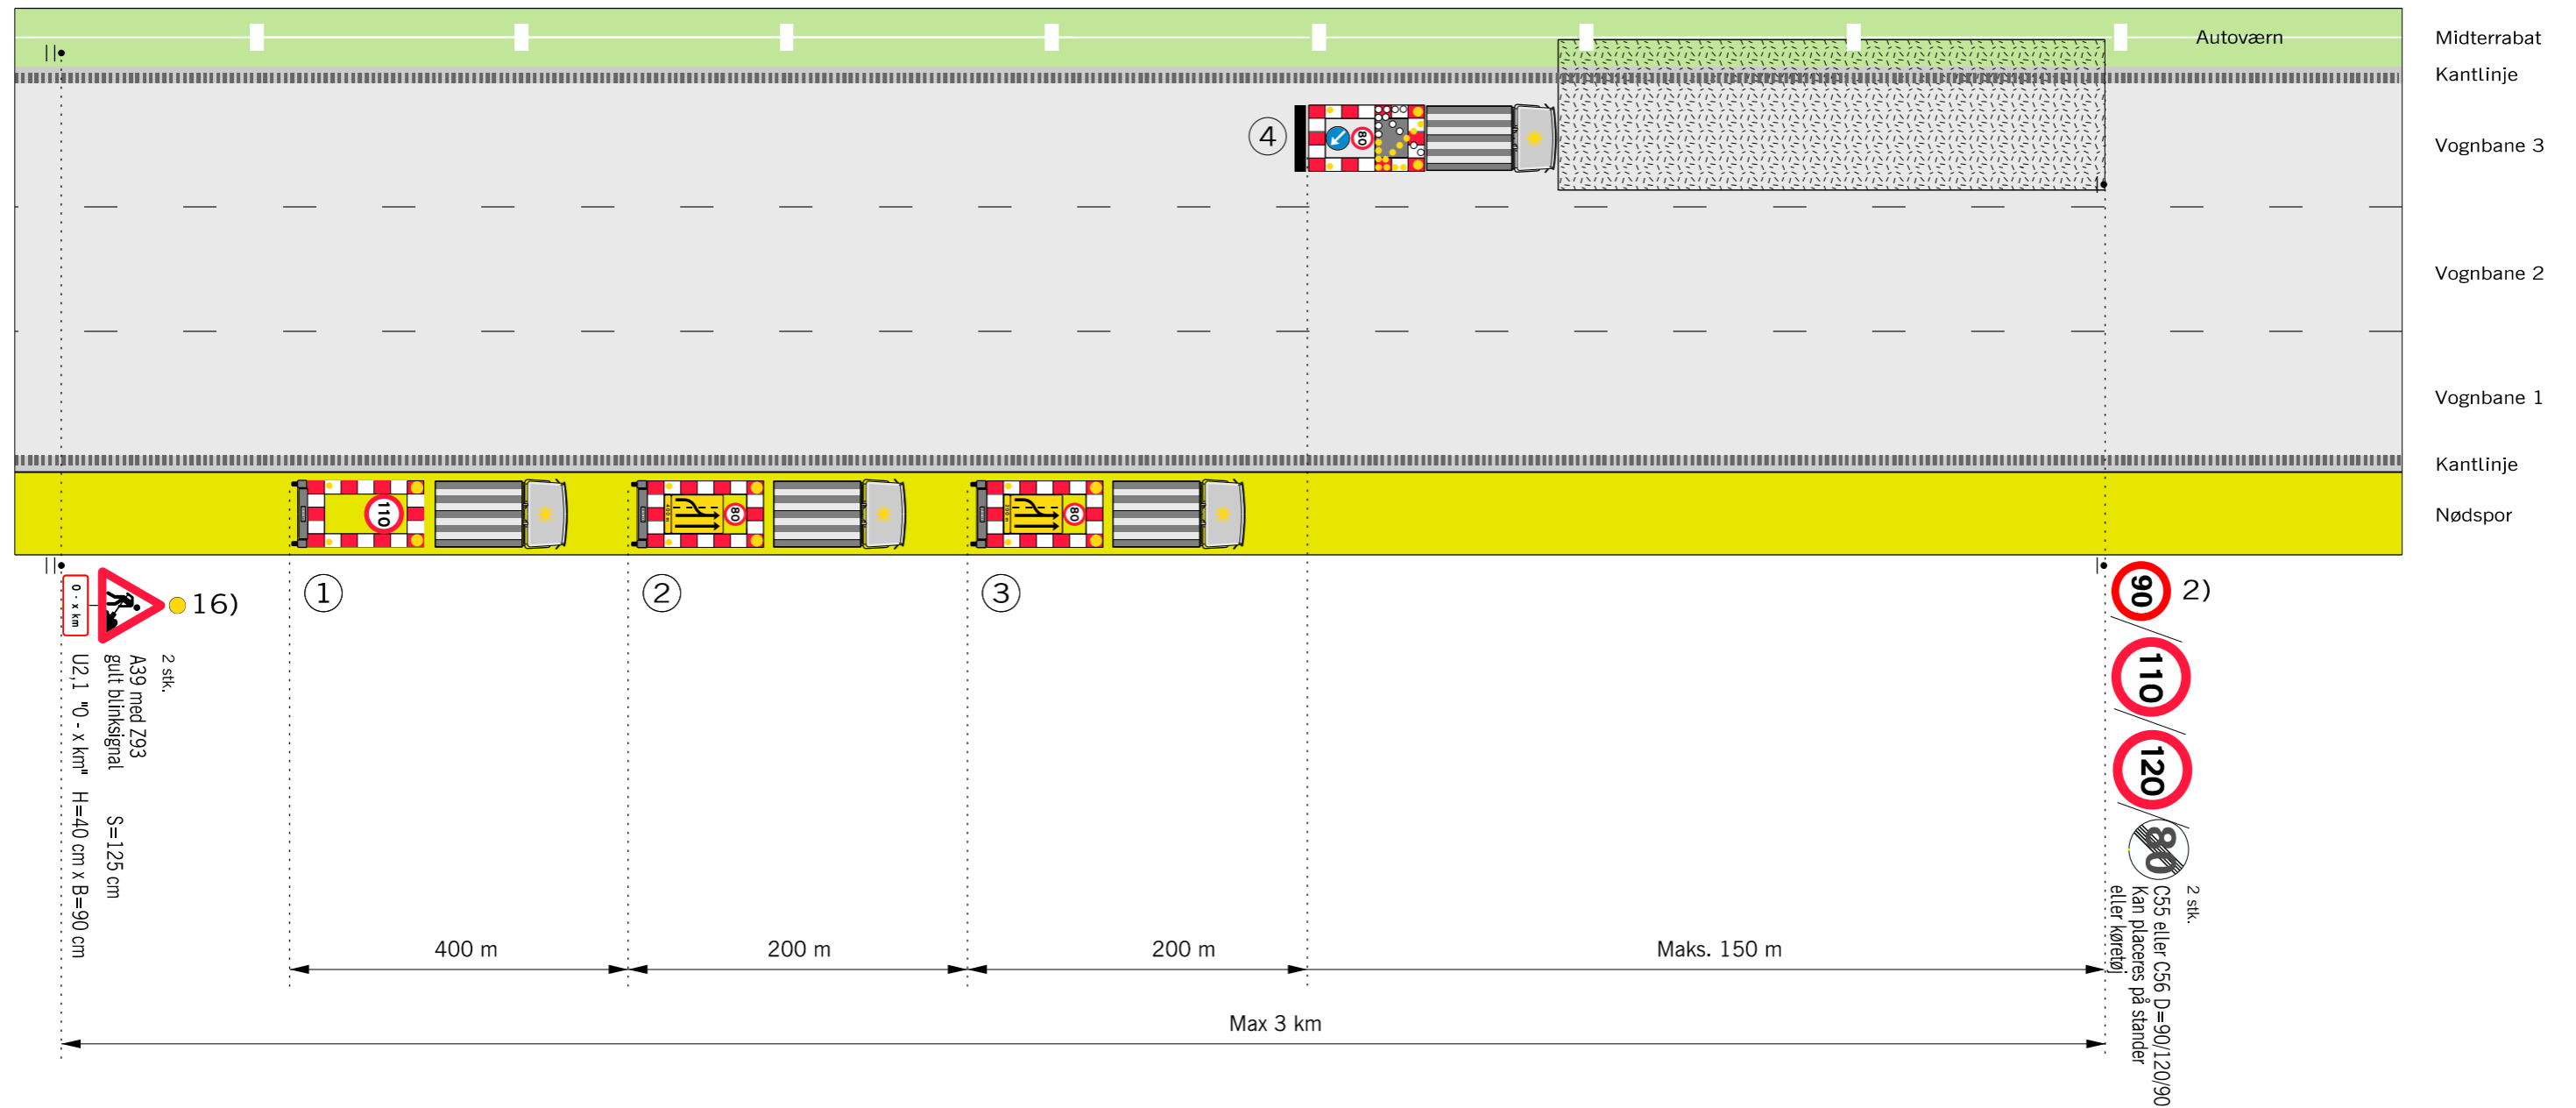 Autoværn
Midterrabat
Kantlinje
Vognbane 3
Vognbane 2
Vognbane 1
Kantlinje
Nødspor
4
80
110
400 m
80
80
1
2
3
0 - x km
16)
2 stk.
A39 med Z93
gult blinksignal S=125 cm
U2,1 "0 - x km" H=40 cm x B=90 cm
90
2)
110
120
80
2 stk.
C55 eller C56 D=90/120/90
Kan placeres på stander
eller køretøj
400 m
200 m
200 m
Maks. 150 m
Max 3 km